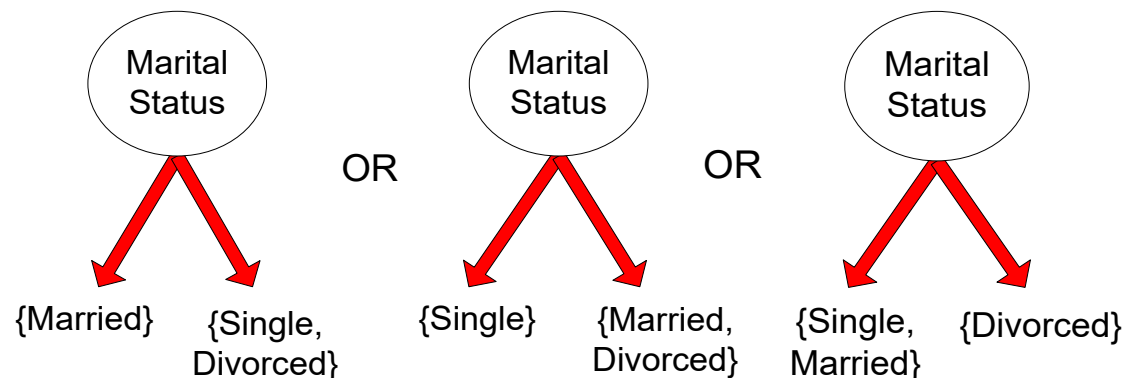 Marital
Status
Marital
Status
Marital
Status
OR
OR
{Married}
{Single,
Divorced}
{Single}
{Married,
Divorced}
{Single,
Married}
{Divorced}